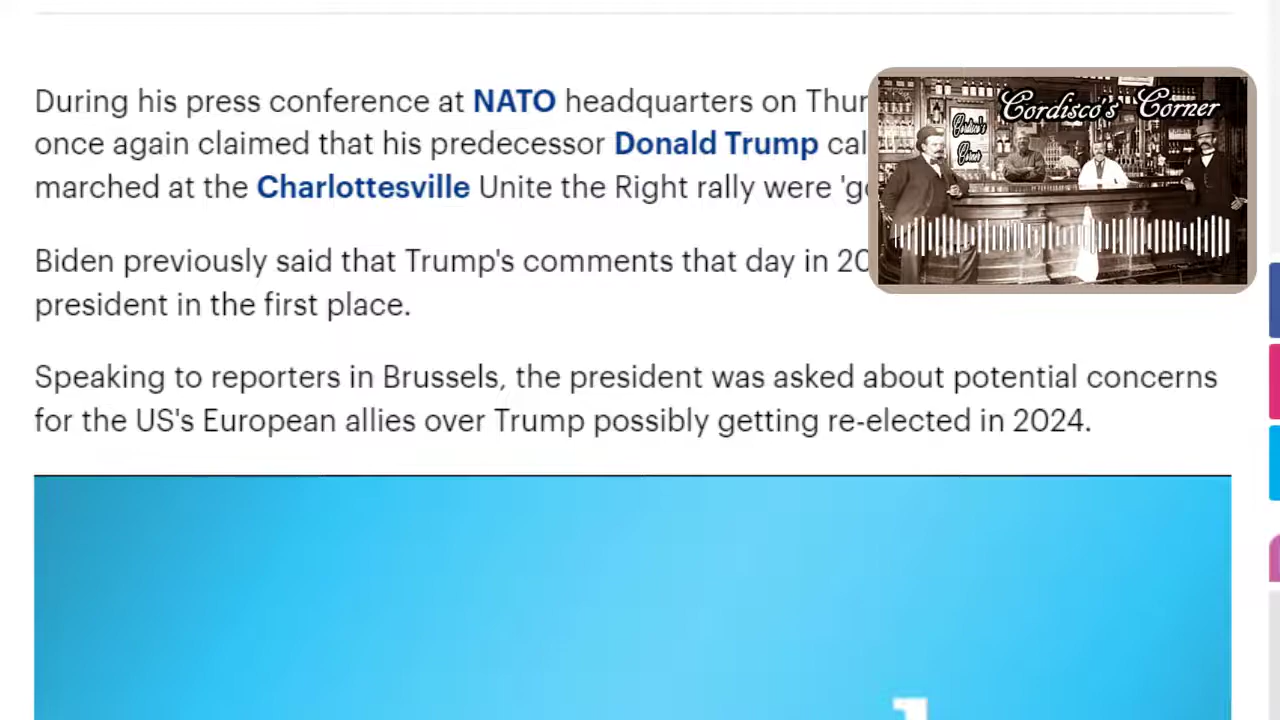 During his press conference at NATO headquarters on
once again claimed that his predecessor Donald Trump
marched at the Charlottesville Unite the Right rally were
Biden previously said that Trump's comments that day in
president in the first place.
Speaking to reporters in Brussels, the president was asked about potential concerns
for the US's European allies over Trump possibly getting re-elected in 2024.
Cordisco's Corner
Cordisco's
Corner